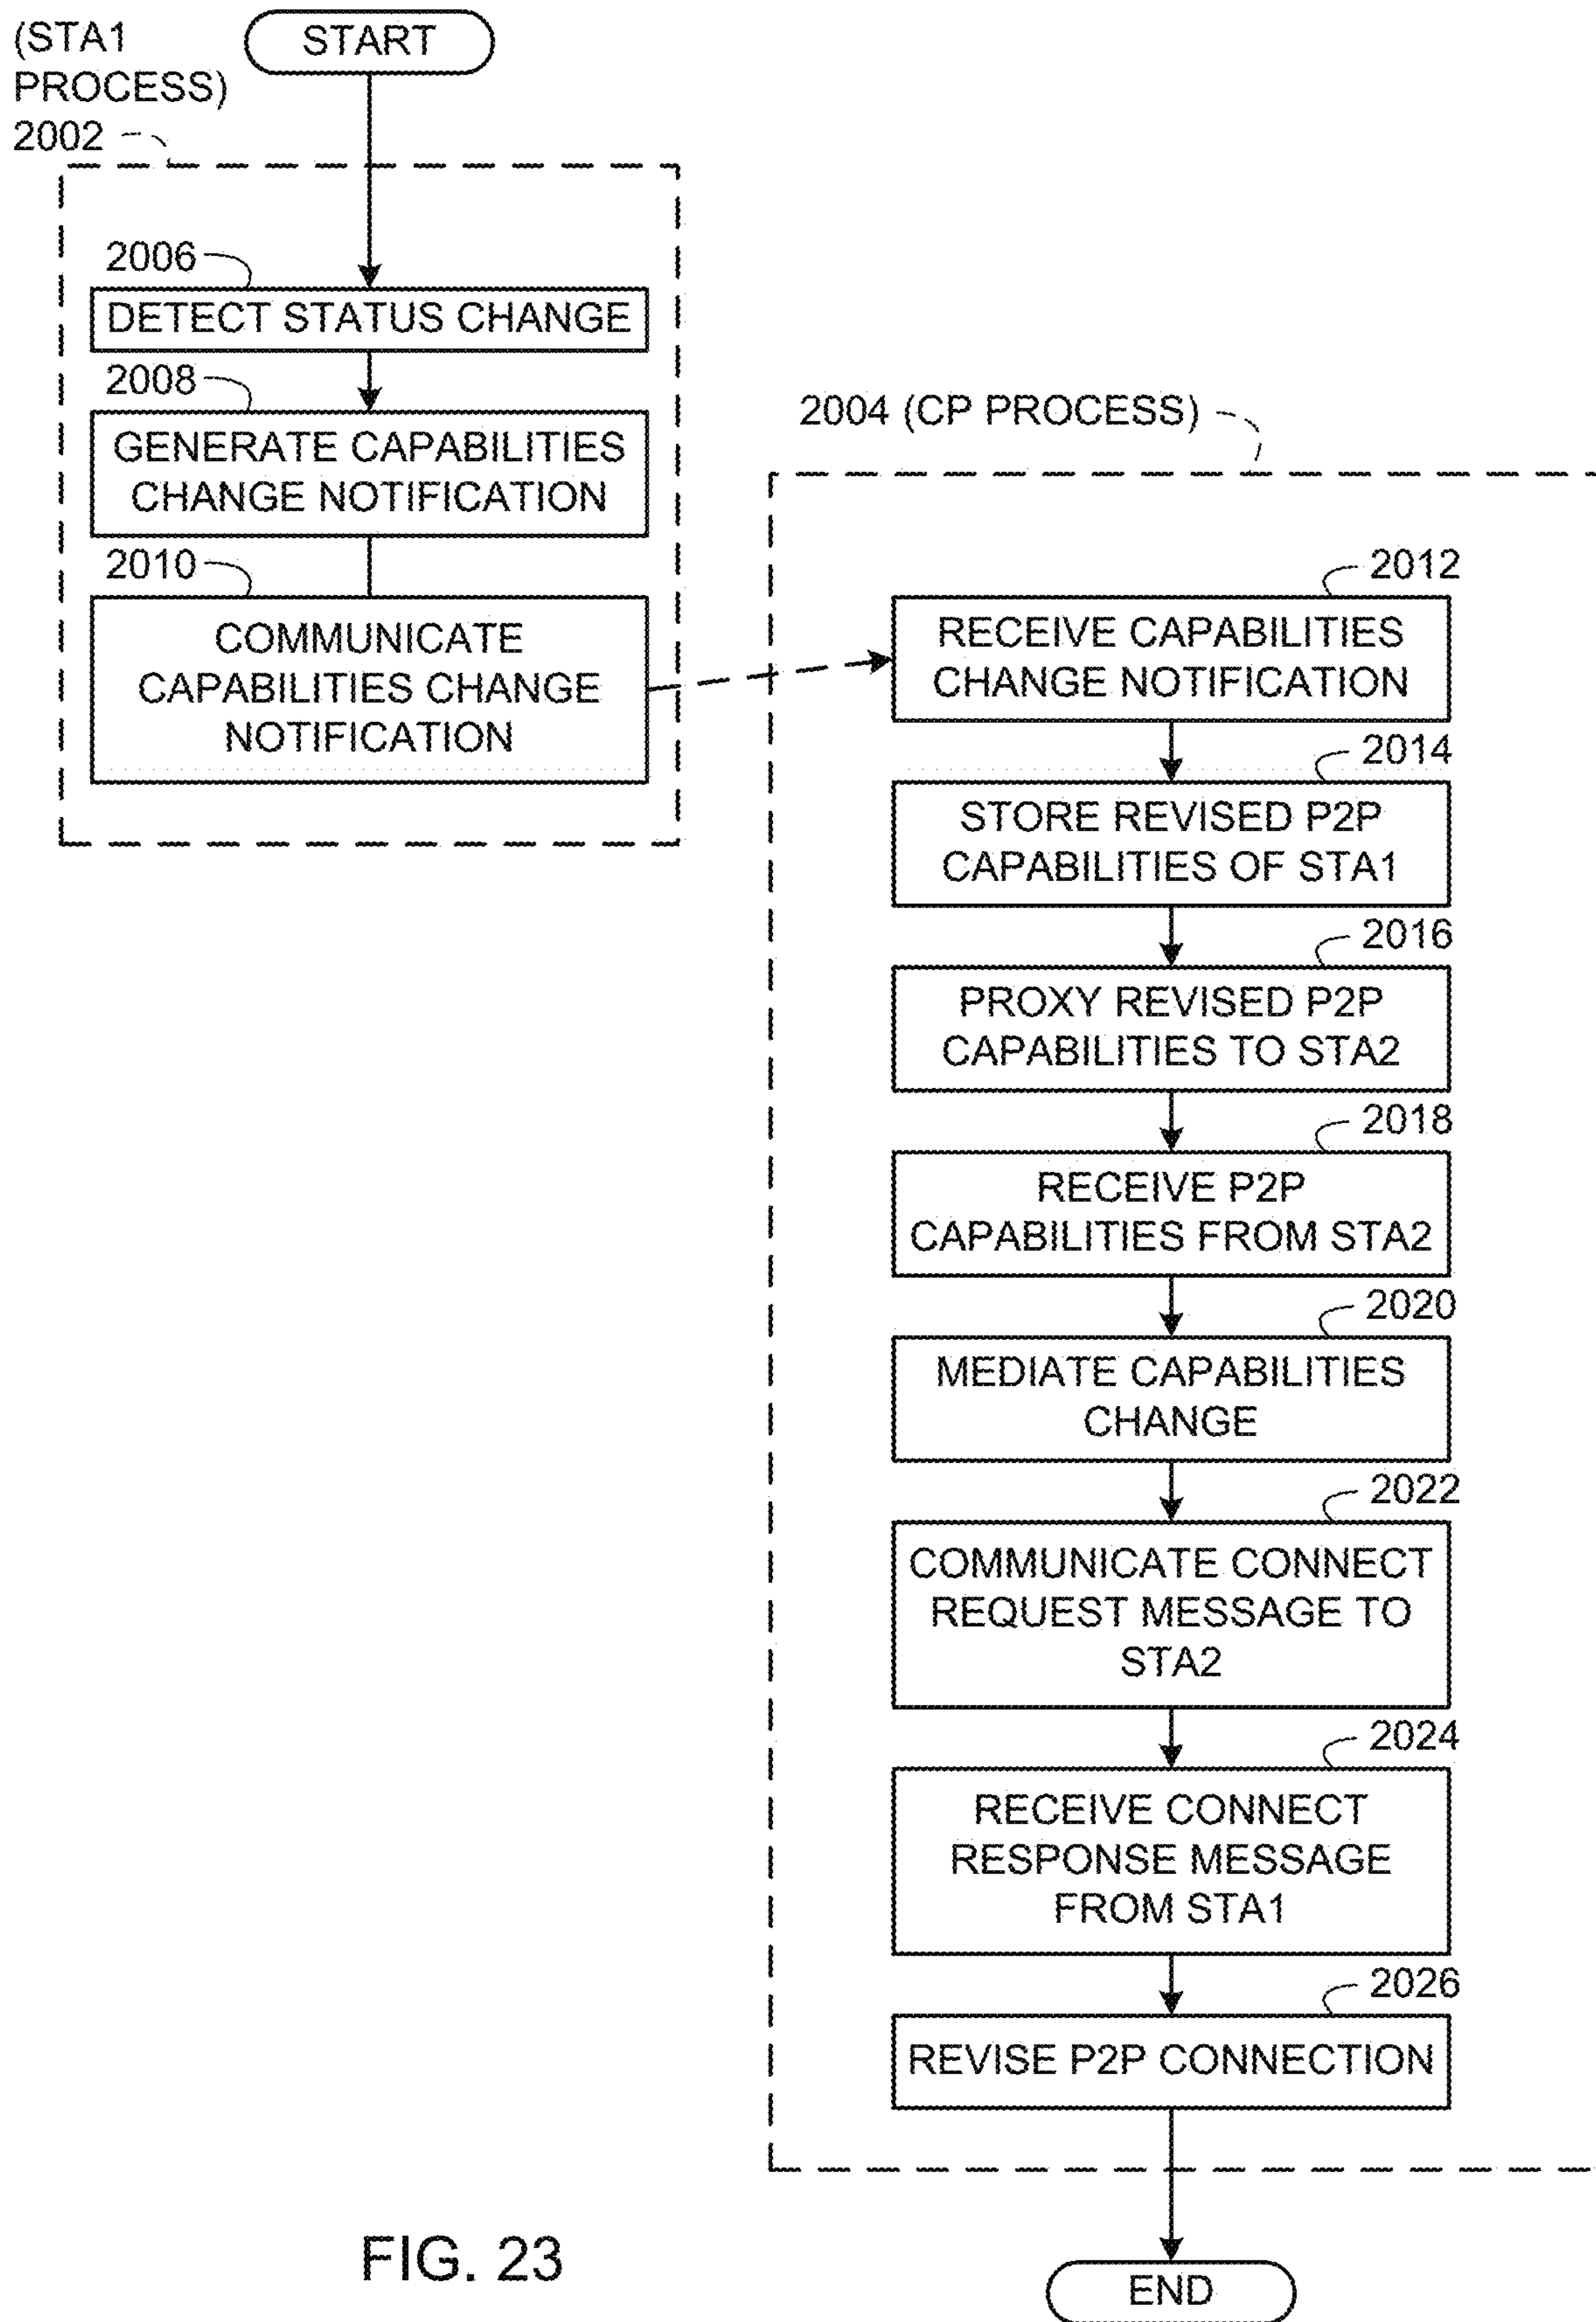 (STA1
PROCESS)
2002
START
2006
DETECT STATUS CHANGE
2008
GENERATE CAPABILITIES
CHANGE NOTIFICATION
2010
COMMUNICATE
CAPABILITIES CHANGE
NOTIFICATION
2004 (CP PROCESS)
2012
RECEIVE CAPABILITIES
CHANGE NOTIFICATION
2014
STORE REVISED P2P
CAPABILITIES OF STA1
2016
PROXY REVISED P2P
CAPABILITIES TO STA2
2018
RECEIVE P2P
CAPABILITIES FROM STA2
2020
MEDIATE CAPABILITIES
CHANGE
2022
COMMUNICATE CONNECT
REQUEST MESSAGE TO
STA2
2024
RECEIVE CONNECT
RESPONSE MESSAGE
FROM STA1
2026
REVISE P2P CONNECTION
END
FIG. 23